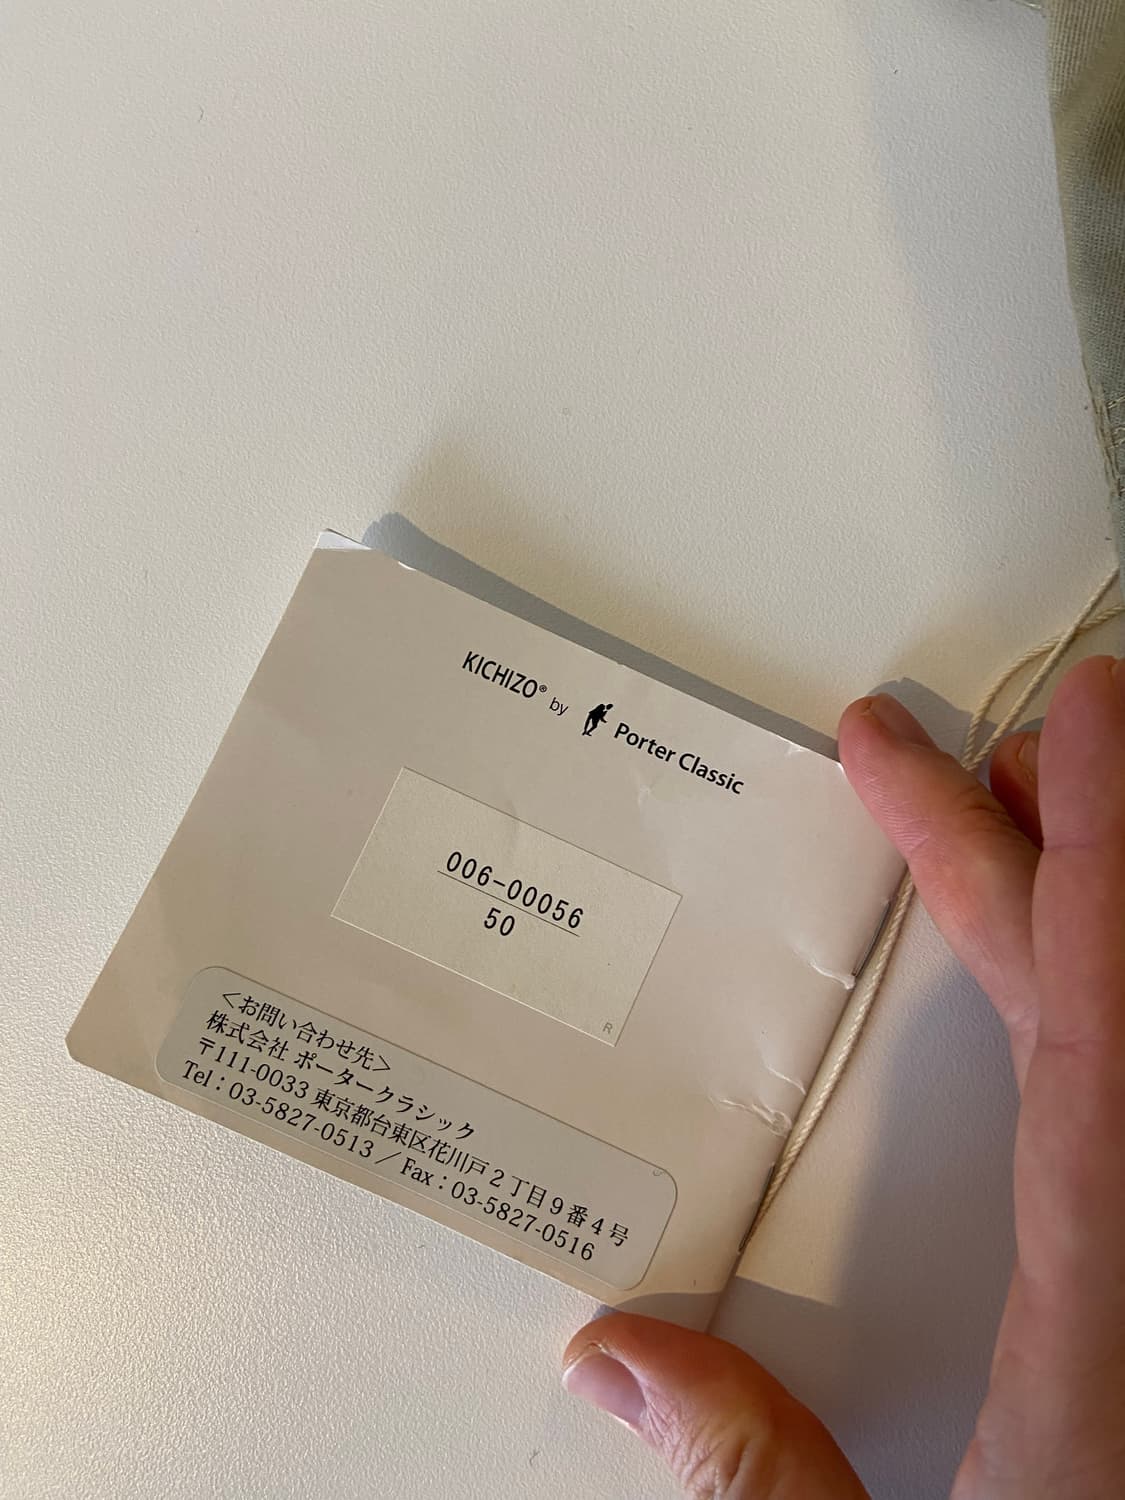 KICHIZO® by Porter Classic
006-00056
50
R
<お問い合わせ先>
株式会社 ポータークラシック
〒111-0033 東京都台東区花川戸2丁目9番4号
Tel：03-5827-0513／Fax：03-5827-0516